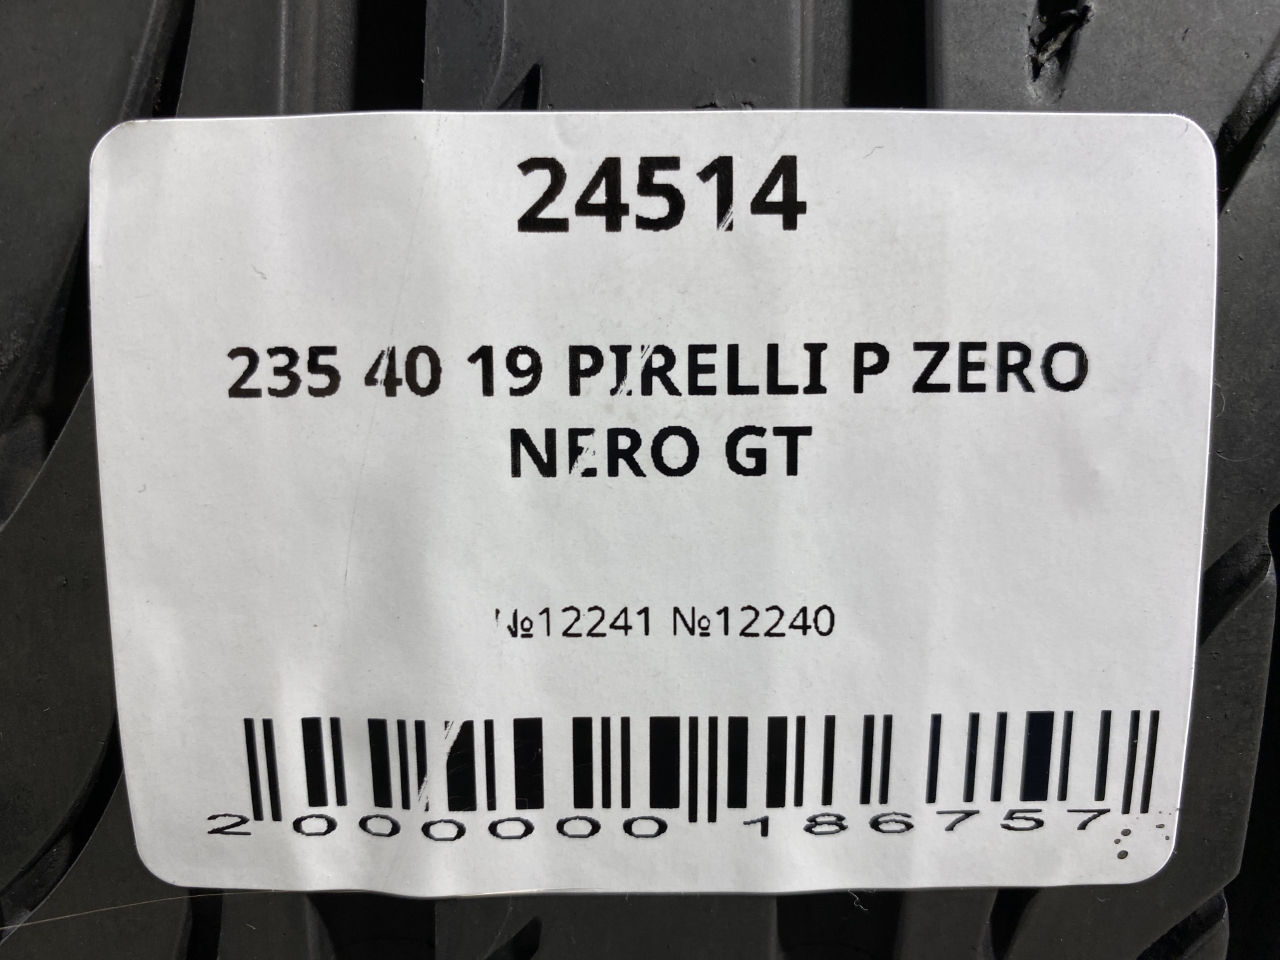 24514
235 40 19 PIRELLI P ZERO
NERO GT
№12241 №12240
2 000000 186757